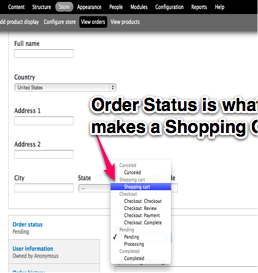 Content Structure Store Appearance People Modules Configuration Reports Help
add product display Configure store View orders View products
Full name
Country
United States
Address 1
Order Status is what
makes a Shopping C
Address 2
City State
Canceled
Canceled
Shopping cart
Shopping cart
Checkout
Checkout: Checkout
Checkout: Review
Checkout: Payment
Checkout: Complete
Pending
Pending
Processing
Completed
Completed
Order status
Pending
User information
Owned by Anonymous